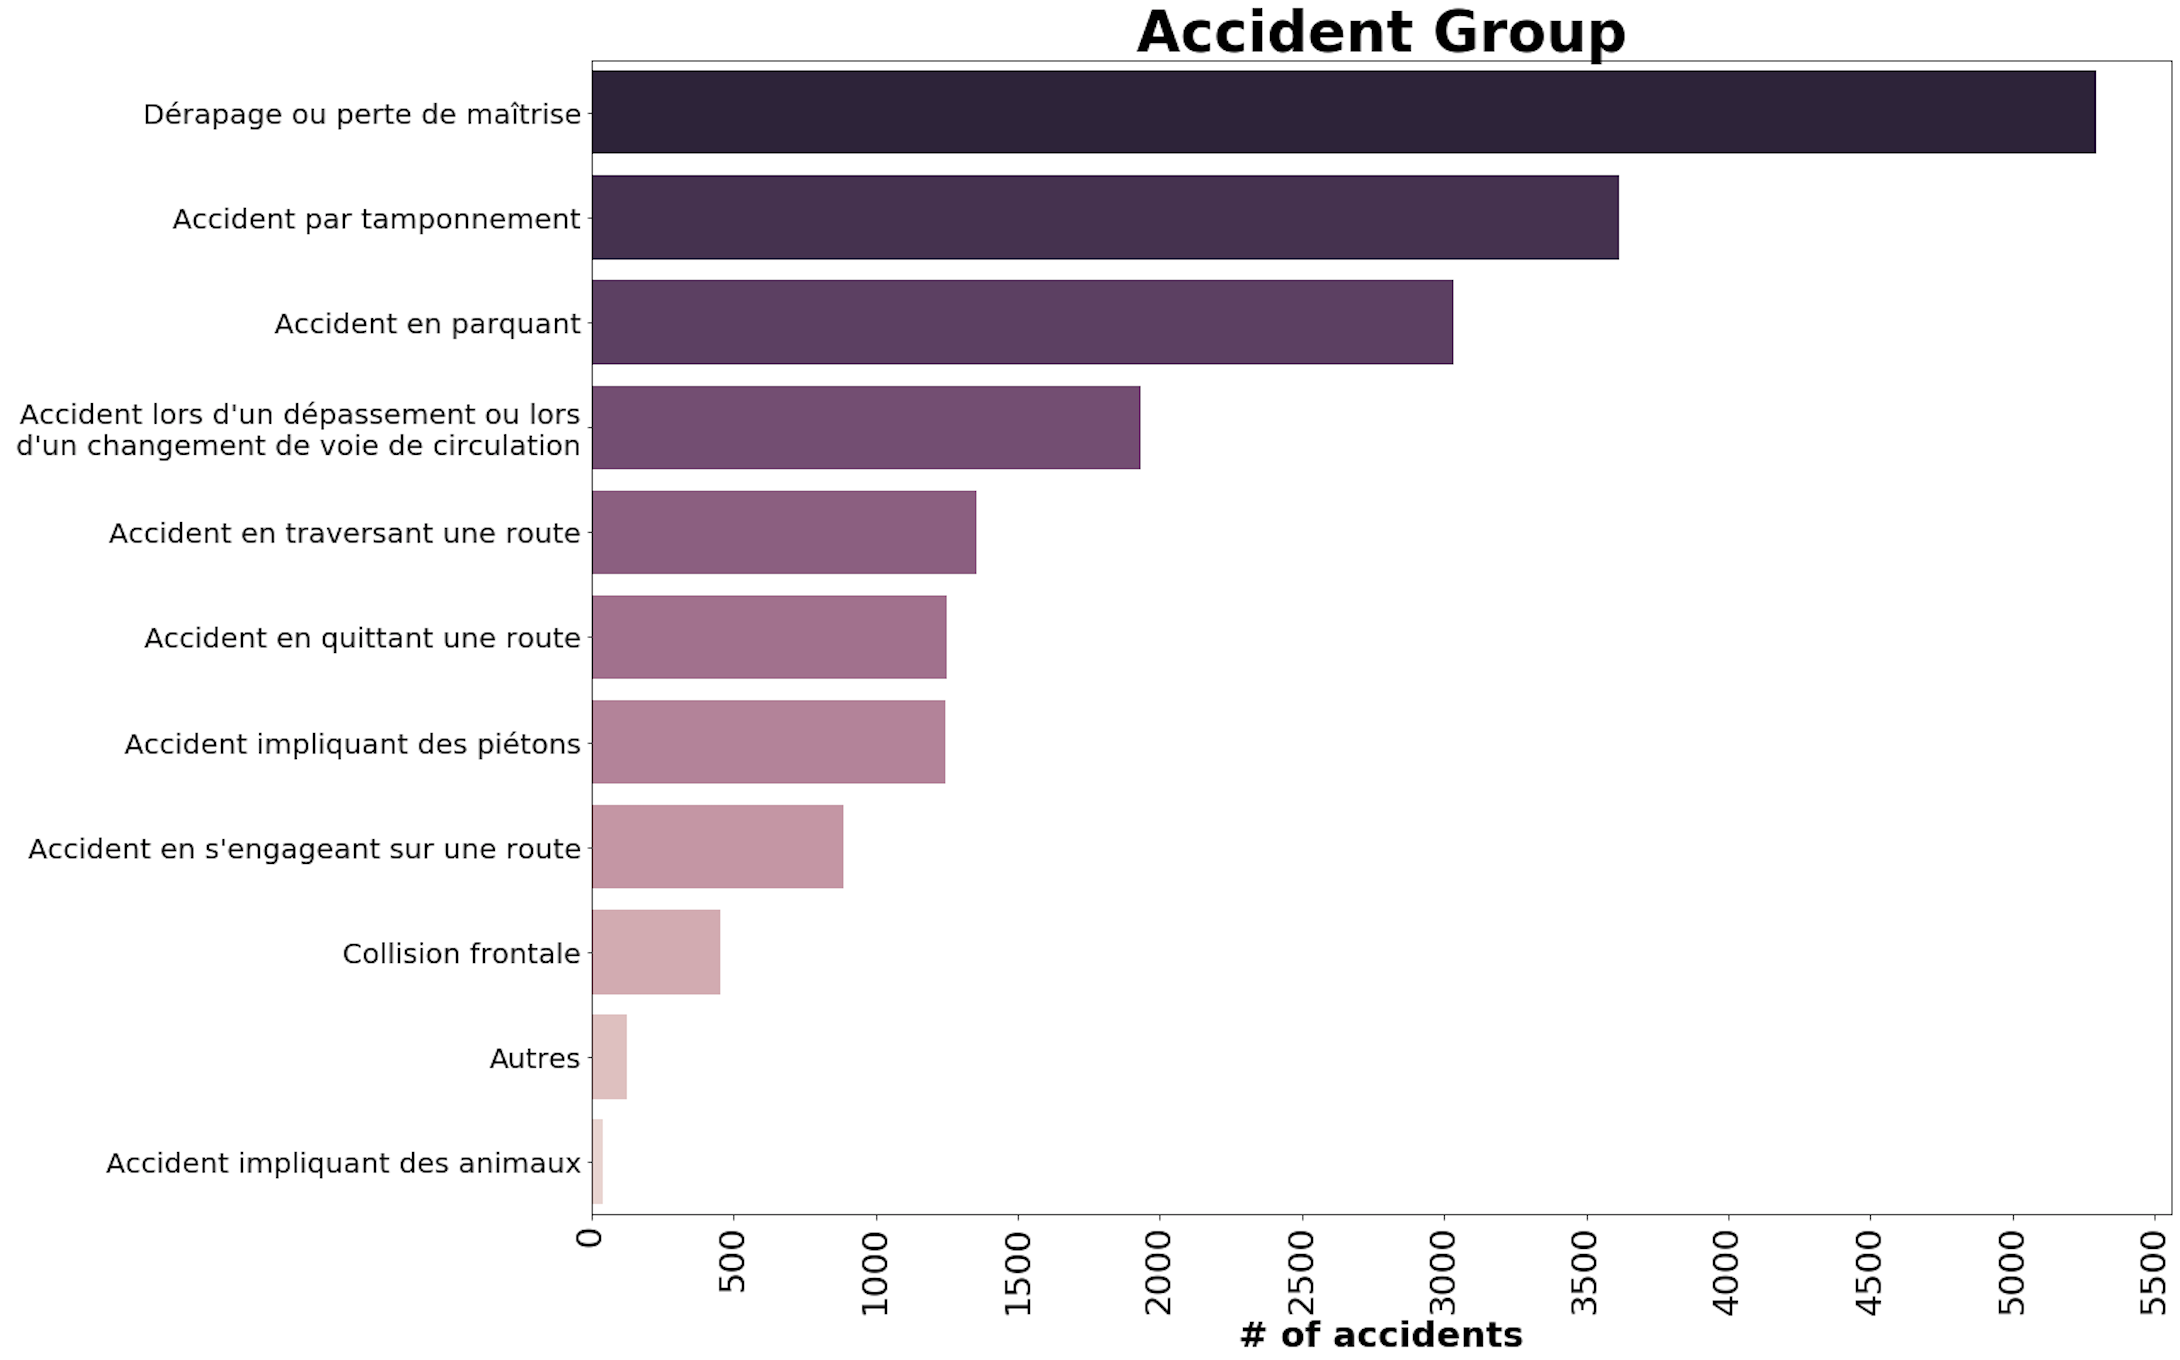 Accident Group
Dérapage ou perte de maîtrise
Accident par tamponnement
Accident en parquant
Accident lors d'un dépassement ou lors
d'un changement de voie de circulation
Accident en traversant une route
Accident en quittant une route
Accident impliquant des piétons
Accident en s'engageant sur une route
Collision frontale
Autres
Accident impliquant des animaux
0
500
1000
1500
2000
2500
3000
3500
4000
4500
5000
5500
# of accidents